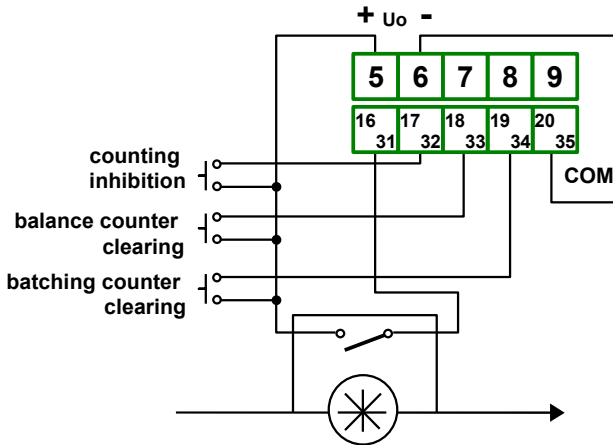 + Uo -
5 6 7 8 9
16 17 18 19 20
31 32 33 34 35
counting
inhibition
COM
balance counter
clearing
batching counter
clearing